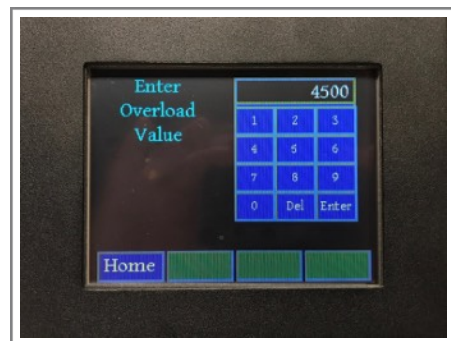 Enter
Overload
Value
4500
1 2 3
4 5 6
7 8 9
0 Del Enter
Home